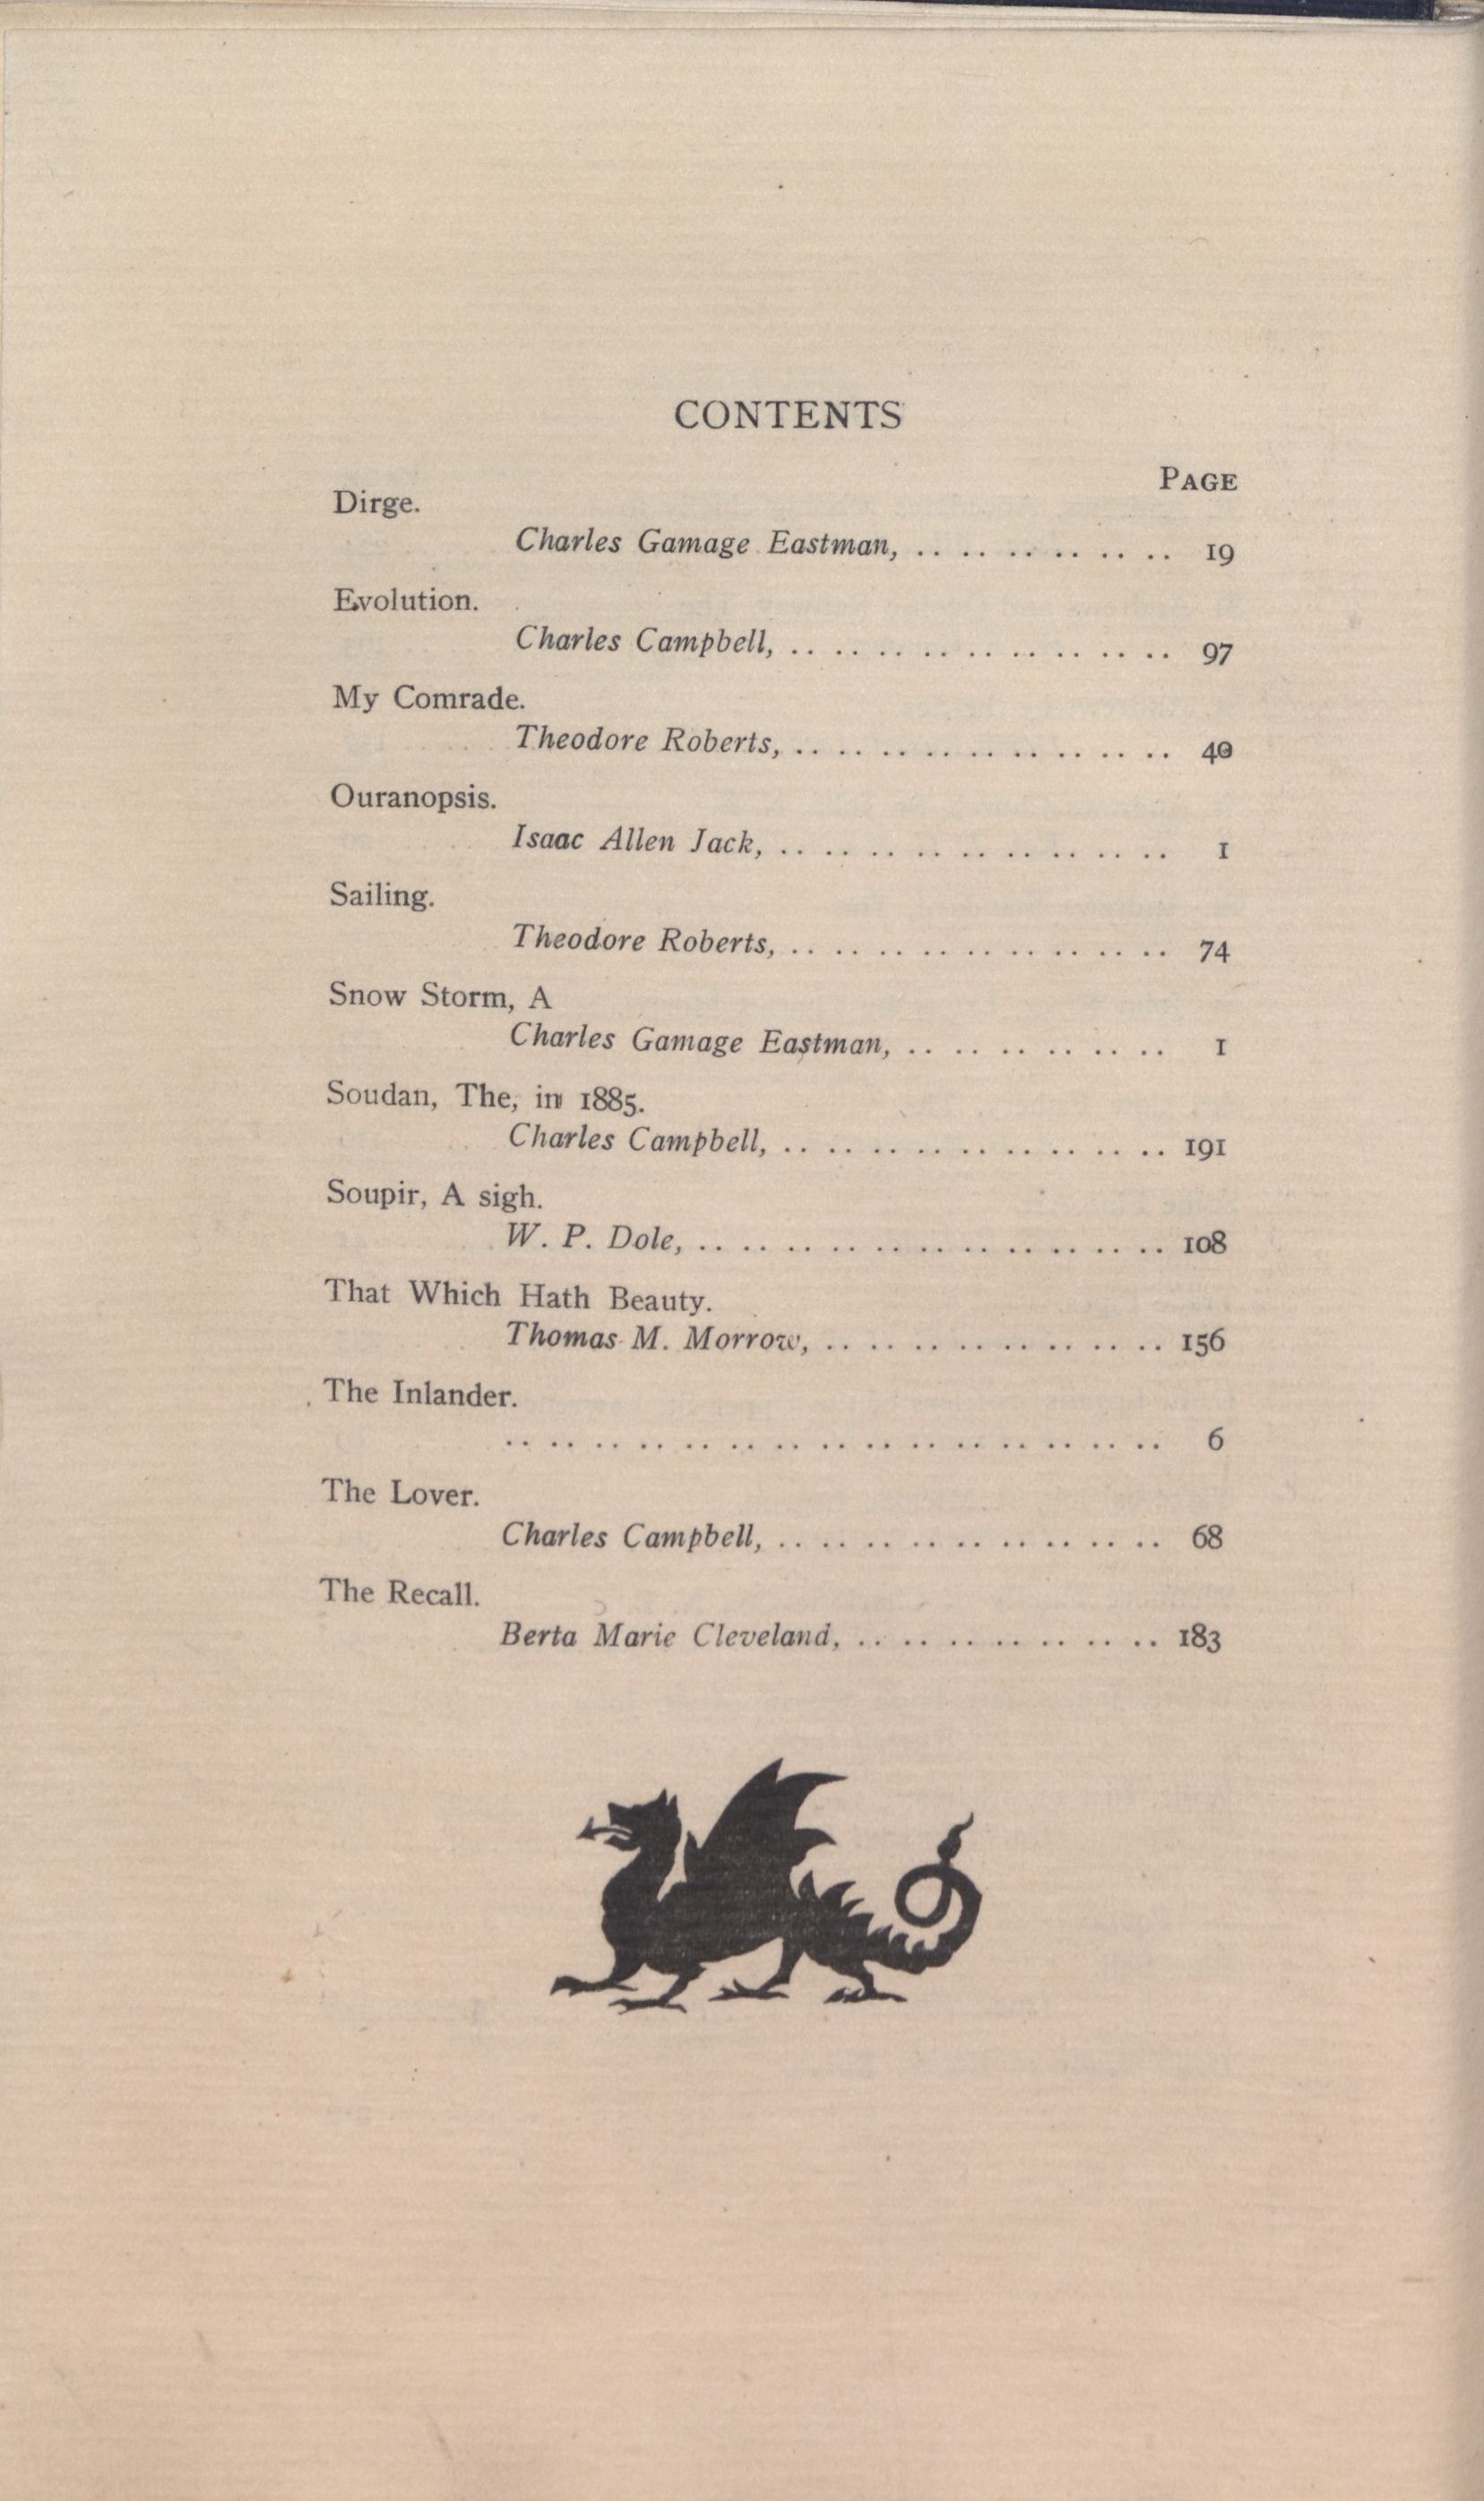 CONTENTS
PAGE
Dirge.
Charles Gamage Eastman, .. .. .. .. .. .. 19
Evolution.
Charles Campbell, .. .. .. .. .. .. .. .. .. 97
My Comrade.
Theodore Roberts, .. .. .. .. .. .. .. .. .. 40
Ouranopsis.
Isaac Allen Jack, .. .. .. .. .. .. .. .. .. 1
Sailing.
Theodore Roberts, .. .. .. .. .. .. .. .. .. 74
Snow Storm, A
Charles Gamage Eastman, .. .. .. .. .. .. 1
Soudan, The, in 1885.
Charles Campbell, .. .. .. .. .. .. .. .. .. 191
Soupir, A sigh.
W. P. Dole, .. .. .. .. .. .. .. .. .. .. .. 108
That Which Hath Beauty.
Thomas M. Morrow, .. .. .. .. .. .. .. .. 156
The Inlander.
.. .. .. .. .. .. .. .. .. .. .. .. .. .. .. 6
The Lover.
Charles Campbell, .. .. .. .. .. .. .. .. .. 68
The Recall.
Berta Marie Cleveland, .. .. .. .. .. .. .. 183